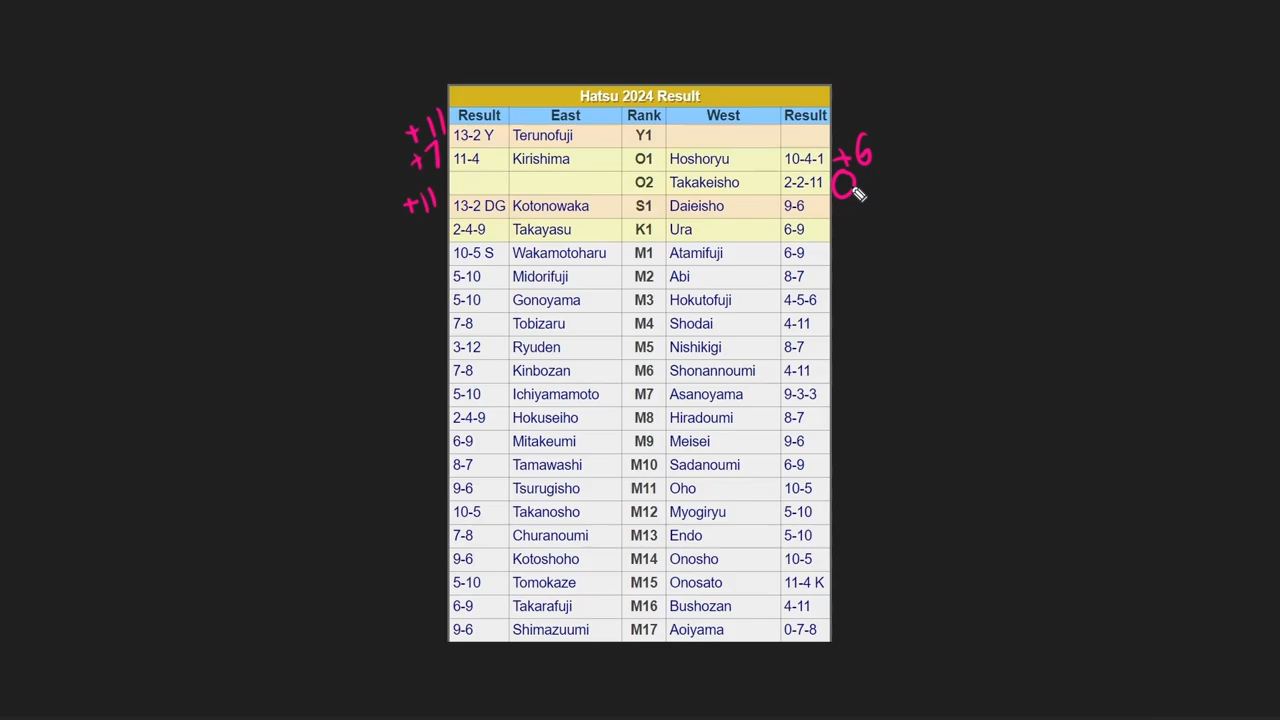 Hatsu 2024 Result
Result East Rank West Result
+11 13-2 Y Terunofuji Y1
+7 11-4 Kirishima O1 Hoshoryu 10-4-1 +6
O2 Takakeisho 2-2-11 0
+11 13-2 DG Kotonowaka S1 Daieisho 9-6
2-4-9 Takayasu K1 Ura 6-9
10-5 S Wakamotoharu M1 Atamifuji 6-9
5-10 Midorifuji M2 Abi 8-7
5-10 Gonoyama M3 Hokutofuji 4-5-6
7-8 Tobizaru M4 Shodai 4-11
3-12 Ryuden M5 Nishikigi 8-7
7-8 Kinbozan M6 Shonannoumi 4-11
5-10 Ichiyamamoto M7 Asanoyama 9-3-3
2-4-9 Hokuseiho M8 Hiradoumi 8-7
6-9 Mitakeumi M9 Meisei 9-6
8-7 Tamawashi M10 Sadanoumi 6-9
9-6 Tsurugisho M11 Oho 10-5
10-5 Takanosho M12 Myogiryu 5-10
7-8 Churanoumi M13 Endo 5-10
9-6 Kotoshoho M14 Onosho 10-5
5-10 Tomokaze M15 Onosato 11-4 K
6-9 Takarafuji M16 Bushozan 4-11
9-6 Shimazuumi M17 Aoiyama 0-7-8